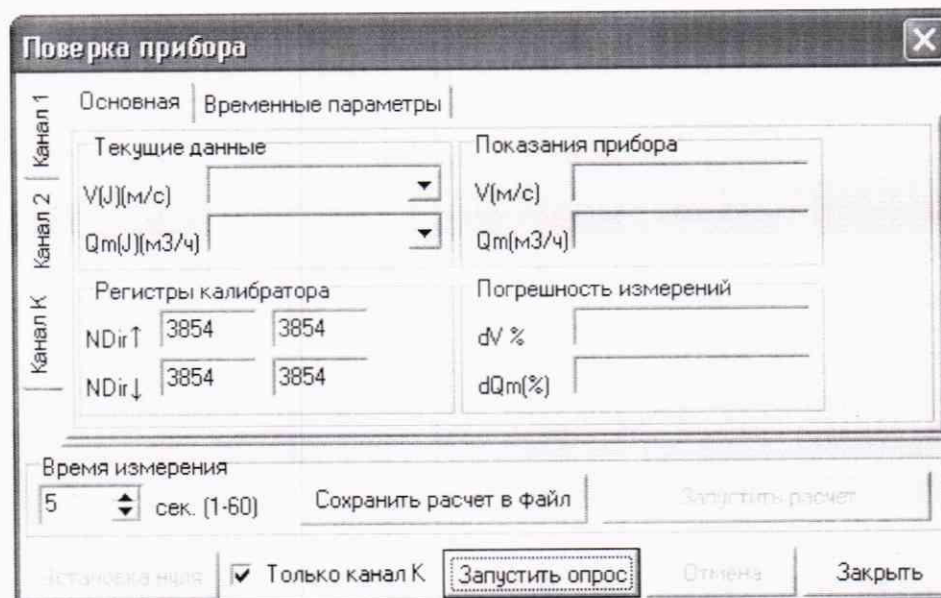 Поверка прибора
Канал 1
Канал 2
Канал K
Основная
Временные параметры
Текущие данные
V(J)(м/с)
Qm(J)(м3/ч)
Показания прибора
V(м/с)
Qm(м3/ч)
Регистры калибратора
NDir↑ 3854 3854
NDir↓ 3854 3854
Погрешность измерений
dV %
dQm(%)
Время измерения
5 сек. (1-60)
Сохранить расчет в файл
Запустить расчет
Установка нуля
Только канал K
Запустить опрос
Отмена
Закрыть